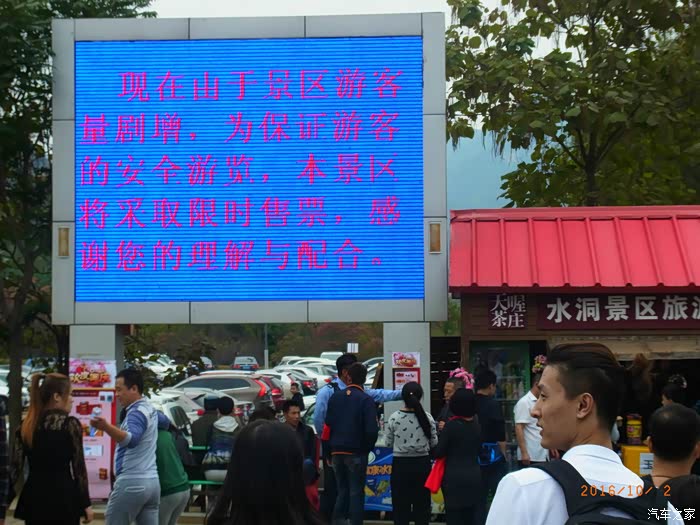 现在由于景区游客
量剧增，为保证游客
的安全游览，本景区
将采取限时售票，感
谢您的理解与配合。
天喔
茶庄
水洞景区旅游
2016/10/2
汽车之家